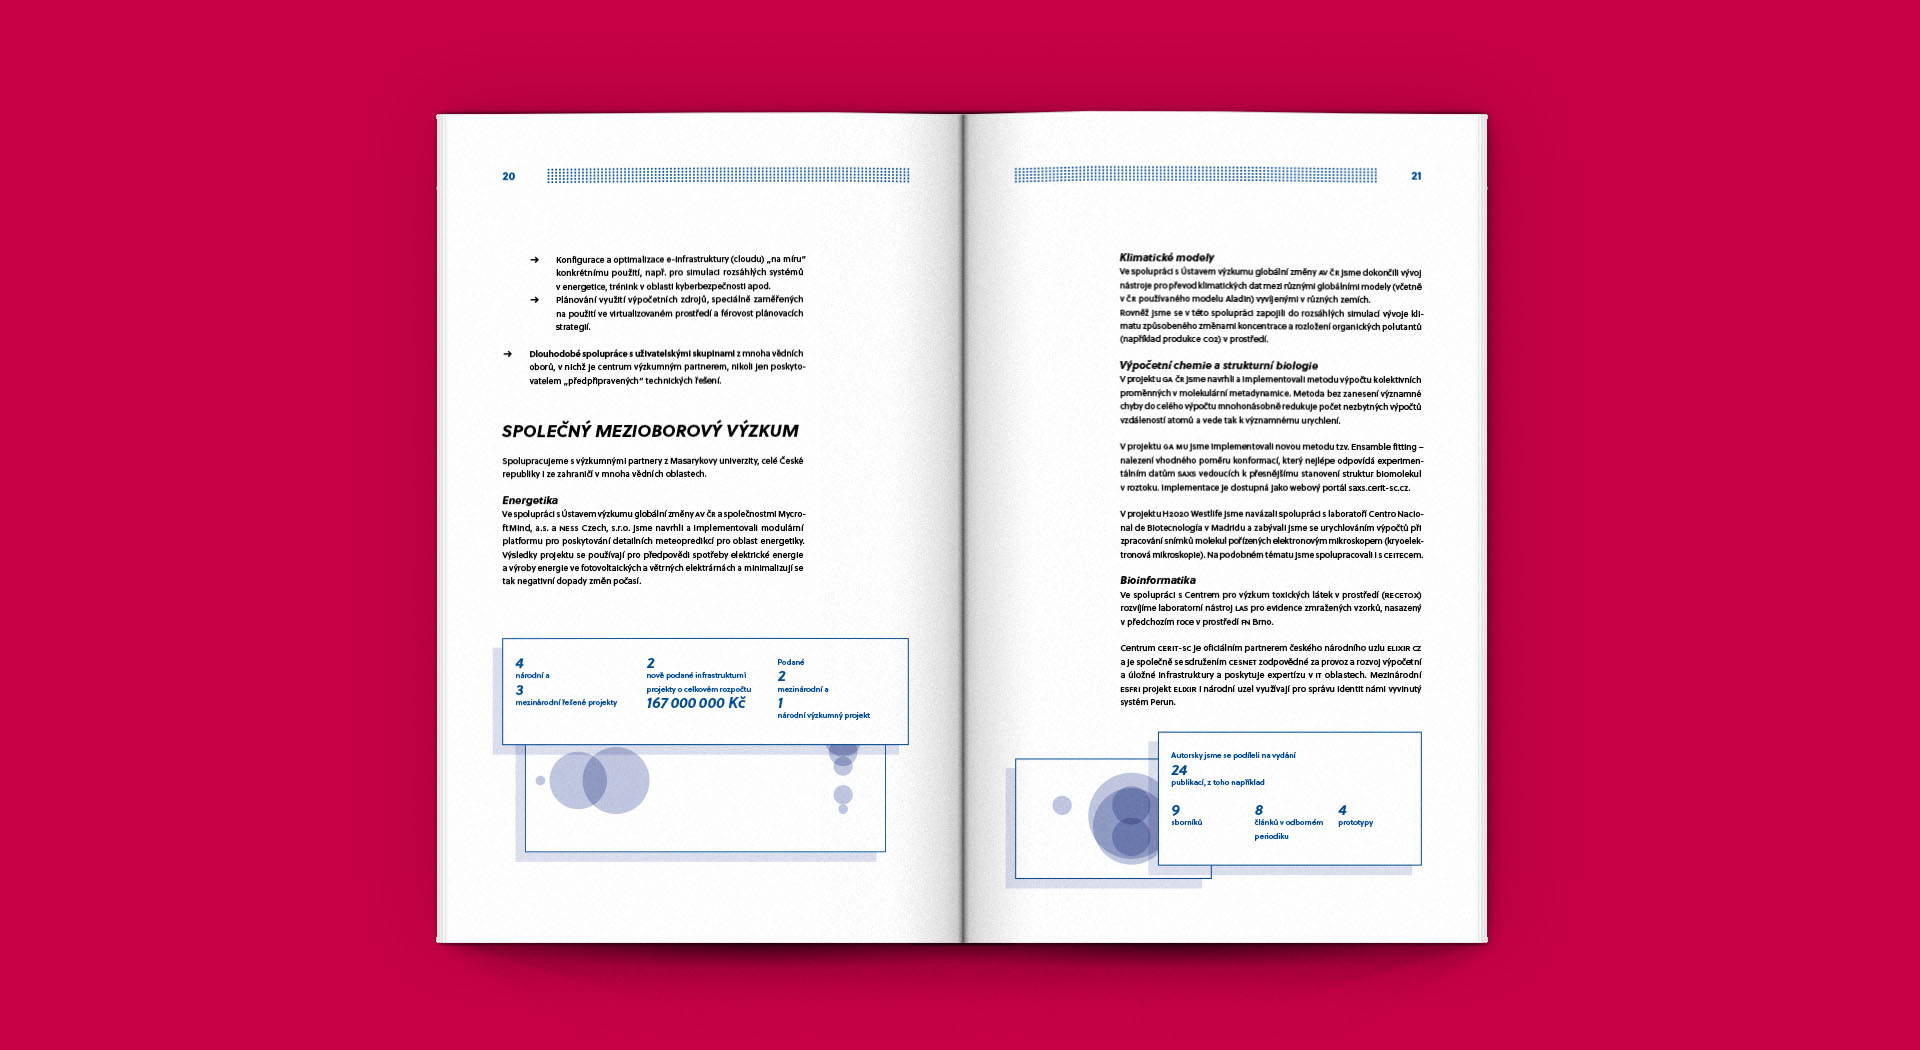 20
→ Konfigurace a optimalizace e-infrastruktury (cloudu) „na míru“
konkrétnímu použití, např. pro simulaci rozsáhlých systémů
v energetice, trénink v oblasti kyberbezpečnosti apod.
→ Plánování využití výpočetních zdrojů, speciálně zaměřených
na použití ve virtualizovaném prostředí a férovost plánovacích
strategií.
→ Dlouhodobé spolupráce s uživatelskými skupinami z mnoha vědních
oborů, v nichž je centrum výzkumným partnerem, nikoli jen poskyto-
vatelem „předpřipravených“ technických řešení.
SPOLEČNÝ MEZIOBOROVÝ VÝZKUM
Spolupracujeme s výzkumnými partnery z Masarykovy univerzity, celé České
republiky i ze zahraničí v mnoha vědních oblastech.
Energetika
Ve spolupráci s Ústavem výzkumu globální změny AV ČR a společnostmi Mycro-
ftMind, a.s. a NESS Czech, s.r.o. jsme navrhli a implementovali modulární
platformu pro poskytování detailních meteopredikcí pro oblast energetiky.
Výsledky projektu se používají pro předpovědi spotřeby elektrické energie
a výroby energie ve fotovoltaických a větrných elektrárnách a minimalizují se
tak negativní dopady změn počasí.
4
národní a
3
mezinárodní řešené projekty
2
nově podané infrastrukturní
projekty o celkovém rozpočtu
167 000 000 Kč
Podané
2
mezinárodní a
1
národní výzkumný projekt
21
Klimatické modely
Ve spolupráci s Ústavem výzkumu globální změny AV ČR jsme dokončili vývoj
nástroje pro převod klimatických dat mezi různými globálními modely (včetně
v ČR používaného modelu Aladin) vyvíjenými v různých zemích.
Rovněž jsme se v této spolupráci zapojili do rozsáhlých simulací vývoje kli-
matu způsobeného změnami koncentrace a rozložení organických polutantů
(například produkce CO2) v prostředí.
Výpočetní chemie a strukturní biologie
V projektu GA ČR jsme navrhli a implementovali metodu výpočtu kolektivních
proměnných v molekulární metadynamice. Metoda bez zanesení významné
chyby do celého výpočtu mnohonásobně redukuje počet nezbytných výpočtů
vzdáleností atomů a vede tak k významnému urychlení.
V projektu GA MU jsme implementovali novou metodu tzv. Ensamble fitting –
nalezení vhodného poměru konformací, který nejlépe odpovídá experimen-
tálním datům SAXS vedoucích k přesnějšímu stanovení struktur biomolekul
v roztoku. Implementace je dostupná jako webový portál saxs.cerit-sc.cz.
V projektu H2020 Westlife jsme navázali spolupráci s laboratoří Centro Nacio-
nal de Biotecnología v Madridu a zabývali jsme se urychlováním výpočtů při
zpracování snímků molekul pořízených elektronovým mikroskopem (kryoelek-
tronová mikroskopie). Na podobném tématu jsme spolupracovali i s CEITECem.
Bioinformatika
Ve spolupráci s Centrem pro výzkum toxických látek v prostředí (RECETOX)
rozvíjíme laboratorní nástroj LAS pro evidence zmražených vzorků, nasazený
v předchozím roce v prostředí FN Brno.
Centrum CERIT-SC je oficiálním partnerem českého národního uzlu ELIXIR CZ
a je společně se sdružením CESNET zodpovědné za provoz a rozvoj výpočetní
a úložné infrastruktury a poskytuje expertízu v IT oblastech. Mezinárodní
ESFRI projekt ELIXIR i národní uzel využívají pro správu identit námi vyvinutý
systém Perun.
Autorsky jsme se podíleli na vydání
24
publikací, z toho například
9
sborníků
8
článků v odborném
periodiku
4
prototypy